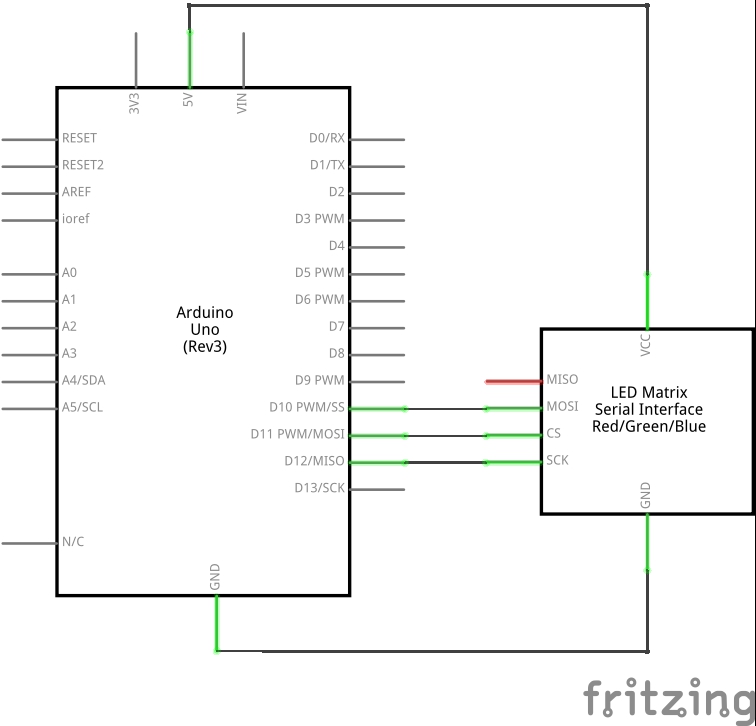 3V3
5V
VIN
RESET
RESET2
AREF
ioref
A0
A1
A2
A3
A4/SDA
A5/SCL
N/C
Arduino
Uno
(Rev3)
D0/RX
D1/TX
D2
D3 PWM
D4
D5 PWM
D6 PWM
D7
D8
D9 PWM
D10 PWM/SS
D11 PWM/MOSI
D12/MISO
D13/SCK
GND
VCC
MISO
MOSI
CS
SCK
LED Matrix
Serial Interface
Red/Green/Blue
GND
fritzing